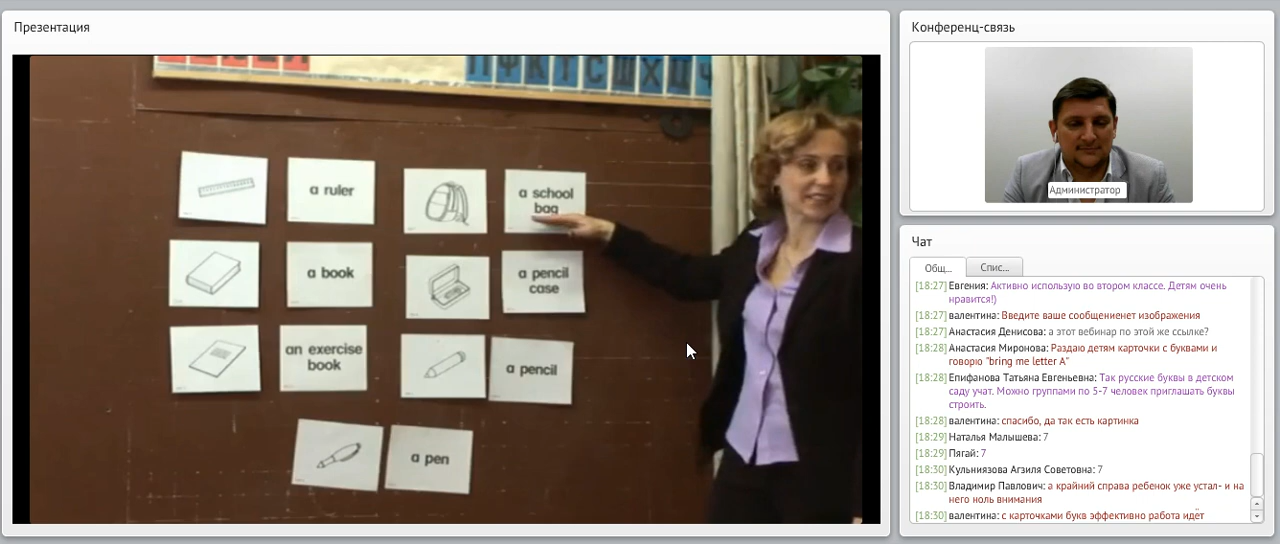 Презентация
П Ф К Т С Ш Х Ц Ч
a ruler
a school
bag
a book
a pencil
case
an exercise
book
a pencil
a pen
Конференц-связь
Администратор
Чат
Общ...
Спис...
[18:27] Евгения: Активно использую во втором классе. Детям очень
нравится!)
[18:27] валентина: Введите ваше сообщениенет изображения
[18:27] Анастасия Денисова: а этот вебинар по этой же ссылке?
[18:28] Анастасия Миронова: Раздаю детям карточки с буквами и
говорю "bring me letter A"
[18:28] Епифанова Татьяна Евгеньевна: Так русские буквы в детском
саду учат. Можно группами по 5-7 человек приглашать буквы
строить.
[18:28] валентина: спасибо, да так есть картинка
[18:29] Наталья Малышева: 7
[18:29] Пягай: 7
[18:30] Кульниязова Агзиля Советовна: 7
[18:30] Владимир Павлович: а крайний справа ребенок уже устал- и на
него ноль внимания
[18:30] валентина: с карточками букв эффективно работа идёт